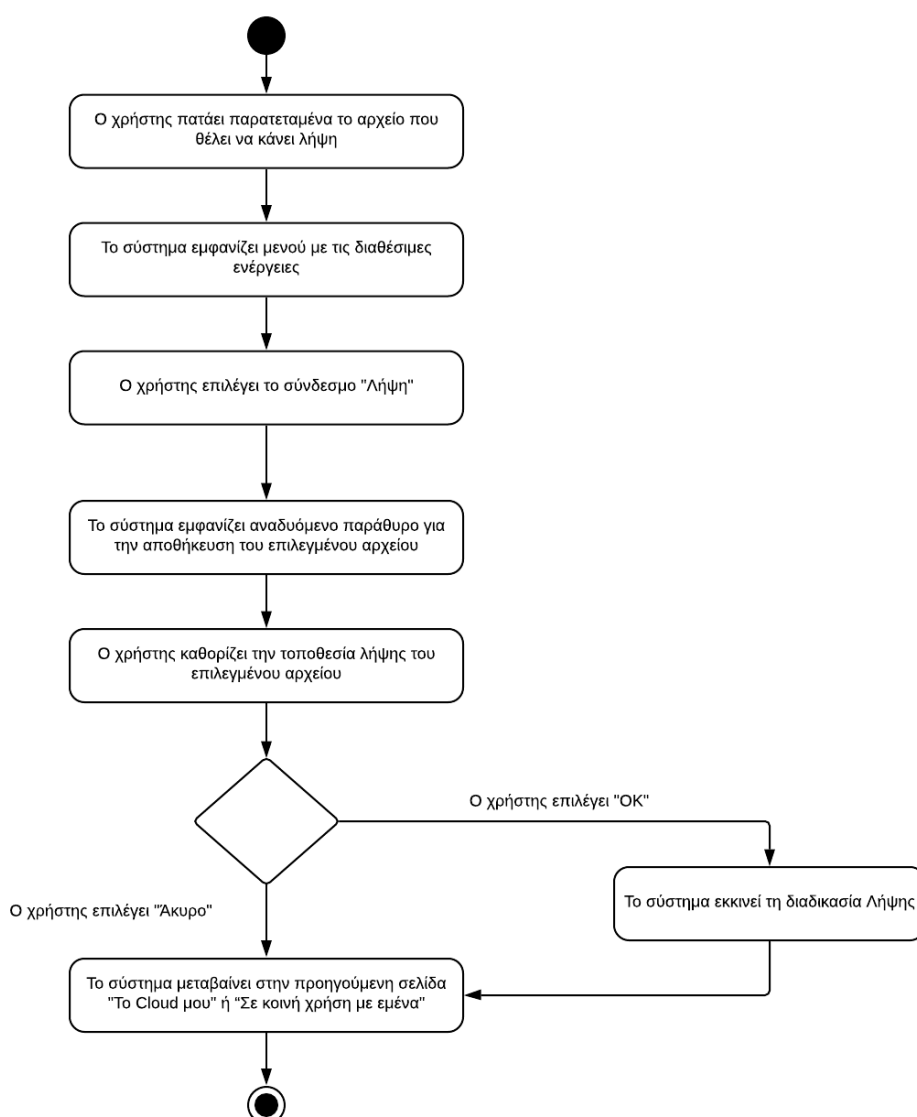 Ο χρήστης πατάει παρατεταμένα το αρχείο που
θέλει να κάνει λήψη
Το σύστημα εμφανίζει μενού με τις διαθέσιμες
ενέργειες
Ο χρήστης επιλέγει το σύνδεσμο "Λήψη"
Το σύστημα εμφανίζει αναδυόμενο παράθυρο για
την αποθήκευση του επιλεγμένου αρχείου
Ο χρήστης καθορίζει την τοποθεσία λήψης του
επιλεγμένου αρχείου
Ο χρήστης επιλέγει "ΟΚ"
Το σύστημα εκκινεί τη διαδικασία Λήψης
Ο χρήστης επιλέγει "Άκυρο"
Το σύστημα μεταβαίνει στην προηγούμενη σελίδα
"Το Cloud μου" ή “Σε κοινή χρήση με εμένα"